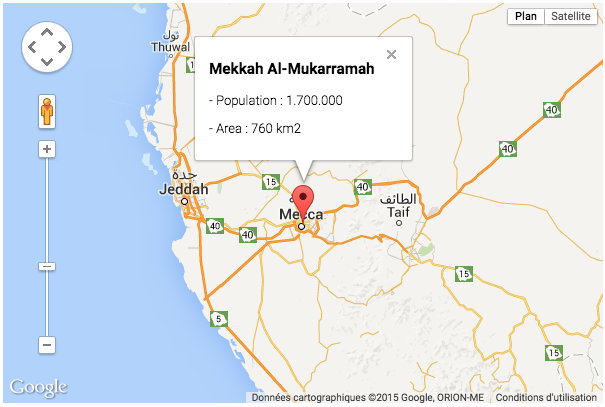 Plan
Satellite
تول
Thuwal
Mekkah Al-Mukarramah
- Population : 1.700.000
- Area : 760 km2
15
40
40
جدة
Jeddah
15
40
الطائف
Taif
Mecca
40
40
15
5
15
Google
Données cartographiques ©2015 Google, ORION-ME
Conditions d'utilisation